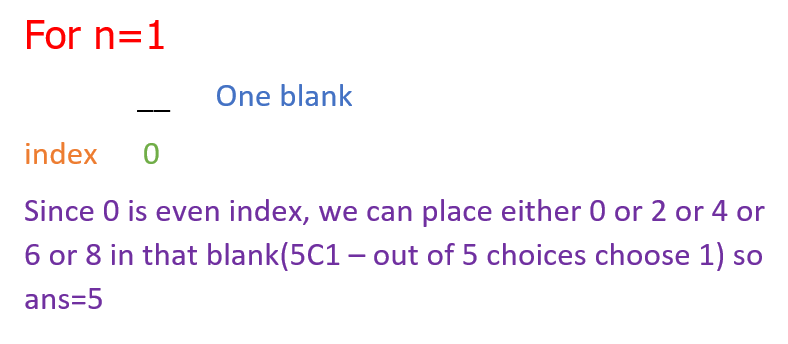 For n=1
__ One blank
index 0
Since 0 is even index, we can place either 0 or 2 or 4 or
6 or 8 in that blank(5C1 – out of 5 choices choose 1) so
ans=5